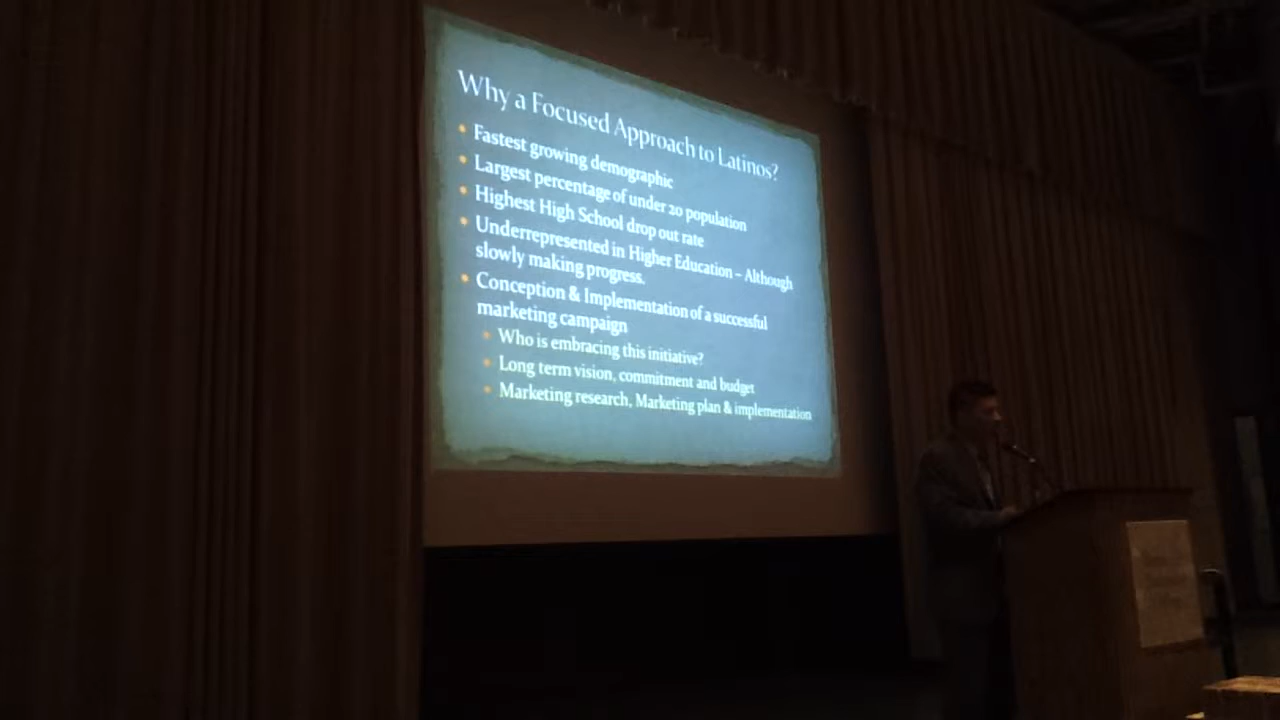 Why a Focused Approach to Latinos?
• Fastest growing demographic
• Largest percentage of under 20 population
• Highest High School drop out rate
• Underrepresented in Higher Education – Although
slowly making progress.
• Conception & Implementation of a successful
marketing campaign
• Who is embracing this initiative?
• Long term vision, commitment and budget
• Marketing research, Marketing plan & implementation